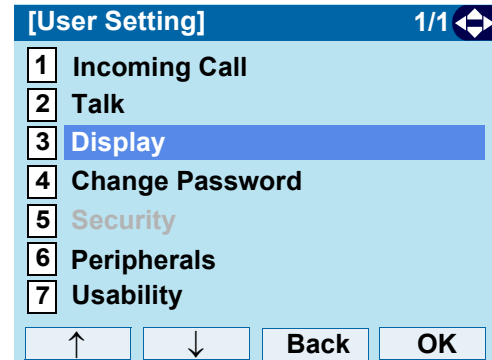 [User Setting] 1/1
1 Incoming Call
2 Talk
3 Display
4 Change Password
5 Security
6 Peripherals
7 Usability
↑ ↓ Back OK